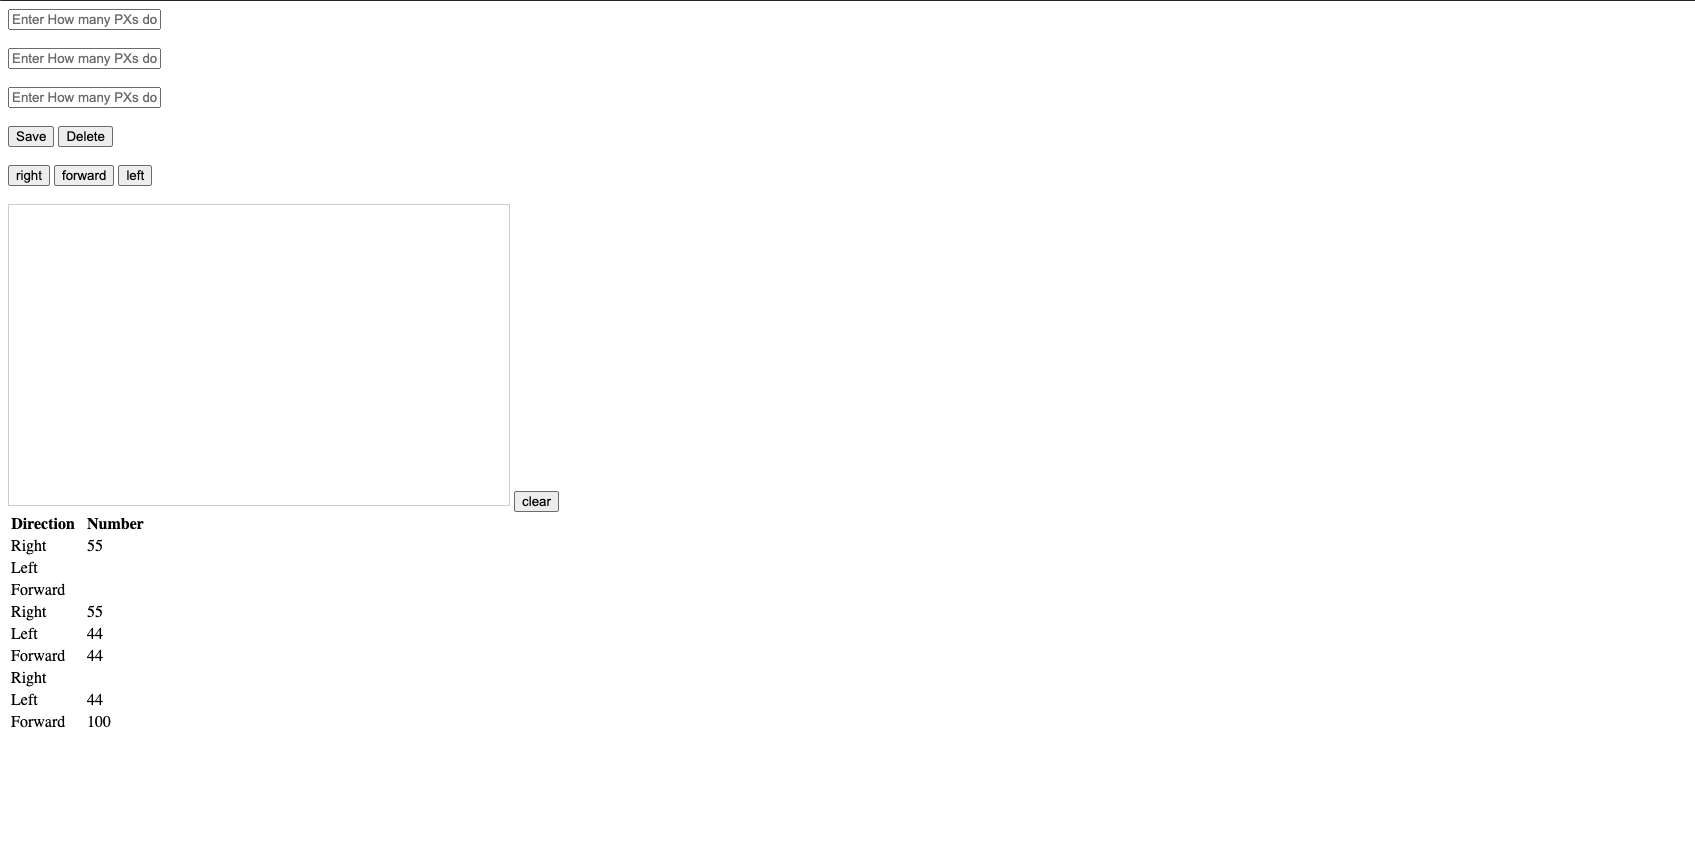 Enter How many PXs do
Enter How many PXs do
Enter How many PXs do
Save Delete
right forward left
clear
Direction Number
Right 55
Left
Forward
Right 55
Left 44
Forward 44
Right
Left 44
Forward 100